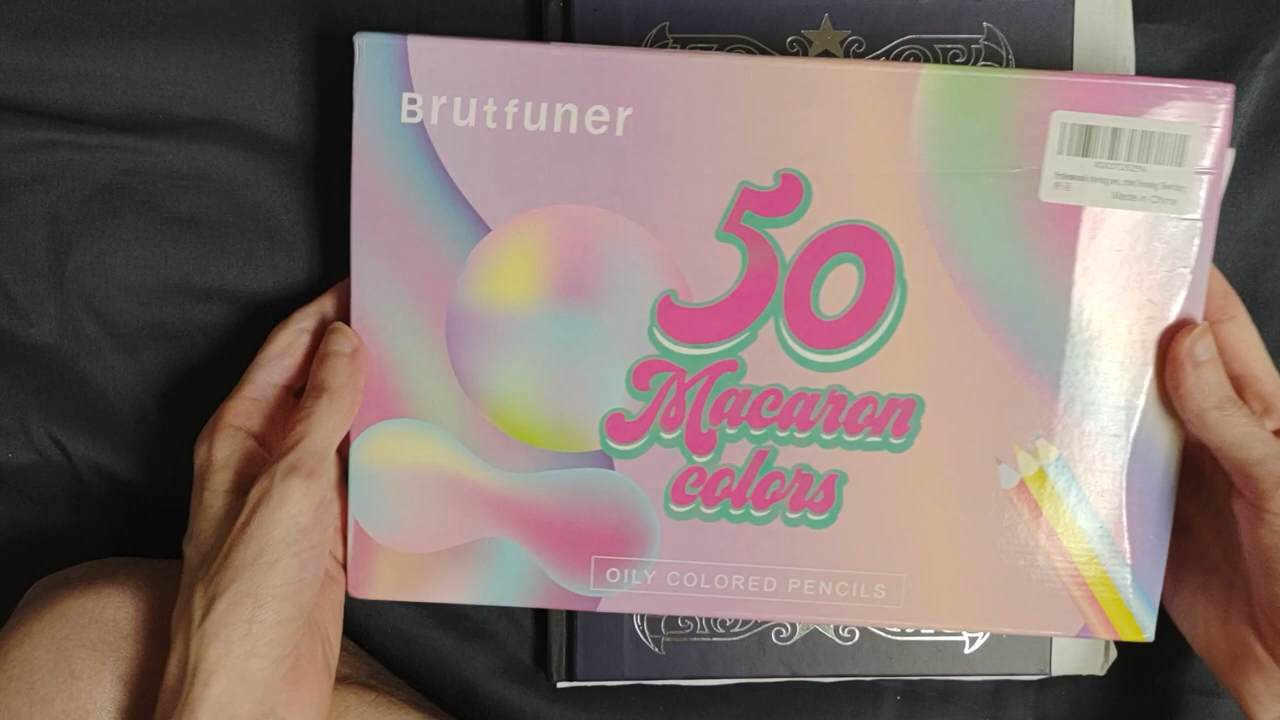 Brutfuner
50
Macaron
colors
OILY COLORED PENCILS
Made in China